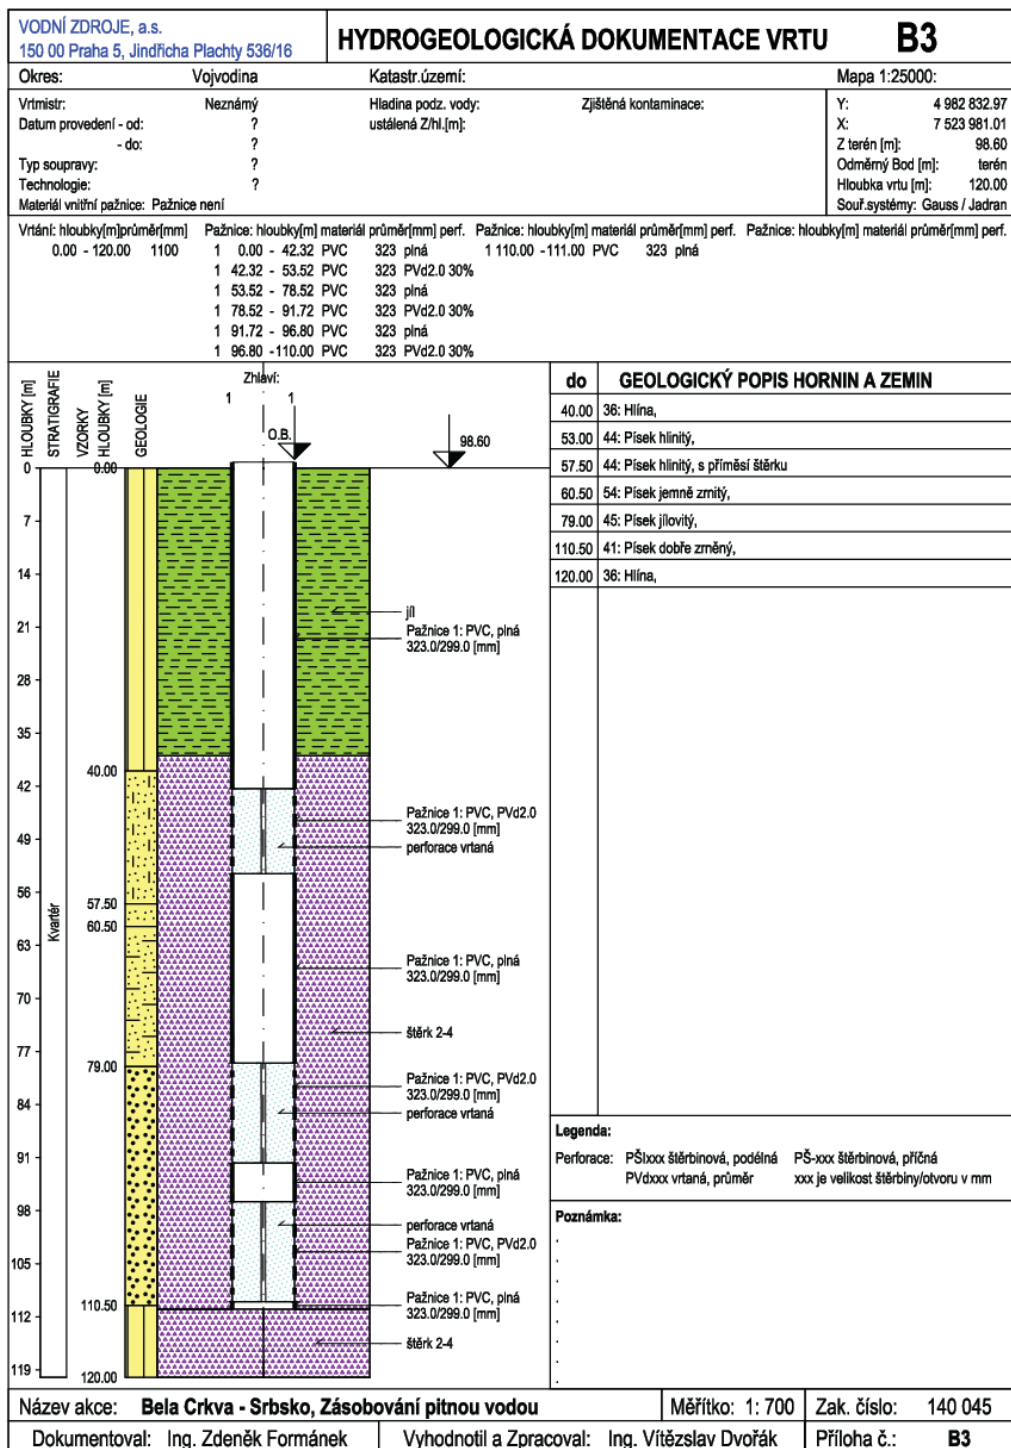 VODNÍ ZDROJE, a.s.
150 00 Praha 5, Jindřicha Plachty 536/16
HYDROGEOLOGICKÁ DOKUMENTACE VRTU B3
Okres: Vojvodina Katastr.území: Mapa 1:25000:
Vrtmistr: Neznámý Hladina podz. vody: Zjištěná kontaminace: Y: 4 982 832.97
Datum provedení - od: ? ustálená Z/hl.[m]: X: 7 523 981.01
- do: ? Z terén [m]: 98.60
Typ soupravy: ? Odměrný Bod [m]: terén
Technologie: ? Hloubka vrtu [m]: 120.00
Materiál vnitřní pažnice: Pažnice není Souř.systémy: Gauss / Jadran
Vrtání: hloubky[m]průměr[mm] Pažnice: hloubky[m] materiál průměr[mm] perf. Pažnice: hloubky[m] materiál průměr[mm] perf. Pažnice: hloubky[m] materiál průměr[mm] perf.
0.00 - 120.00 1100 1 0.00 - 42.32 PVC 323 plná 1 110.00 -111.00 PVC 323 plná
1 42.32 - 53.52 PVC 323 PVd2.0 30%
1 53.52 - 78.52 PVC 323 plná
1 78.52 - 91.72 PVC 323 PVd2.0 30%
1 91.72 - 96.80 PVC 323 plná
1 96.80 -110.00 PVC 323 PVd2.0 30%
HLOUBKY [m]
STRATIGRAFIE
VZORKY
HLOUBKY [m]
GEOLOGIE
Zhlaví:
1 1
O.B.
98.60
0
7
14
21
28
35
42
49
56
63
70
77
84
91
98
105
112
119
Kvartér
0.00
40.00
57.50
60.50
79.00
110.50
120.00
jíl
Pažnice 1: PVC, plná
323.0/299.0 [mm]
Pažnice 1: PVC, PVd2.0
323.0/299.0 [mm]
perforace vrtaná
Pažnice 1: PVC, plná
323.0/299.0 [mm]
štěrk 2-4
Pažnice 1: PVC, PVd2.0
323.0/299.0 [mm]
perforace vrtaná
Pažnice 1: PVC, plná
323.0/299.0 [mm]
perforace vrtaná
Pažnice 1: PVC, PVd2.0
323.0/299.0 [mm]
Pažnice 1: PVC, plná
323.0/299.0 [mm]
štěrk 2-4
do GEOLOGICKÝ POPIS HORNIN A ZEMIN
40.00 36: Hlína,
53.00 44: Písek hlinitý,
57.50 44: Písek hlinitý, s příměsí štěrku
60.50 54: Písek jemně zrnitý,
79.00 45: Písek jílovitý,
110.50 41: Písek dobře zrněný,
120.00 36: Hlína,
Legenda:
Perforace: PŠlxxx štěrbinová, podélná PŠ-xxx štěrbinová, příčná
PVdxxx vrtaná, průměr xxx je velikost štěrbiny/otvoru v mm
Poznámka:
.
.
.
.
.
.
.
.
Název akce: Bela Crkva - Srbsko, Zásobování pitnou vodou Měřítko: 1: 700 Zak. číslo: 140 045
Dokumentoval: Ing. Zdeněk Formánek Vyhodnotil a Zpracoval: Ing. Vítězslav Dvořák Příloha č.: B3